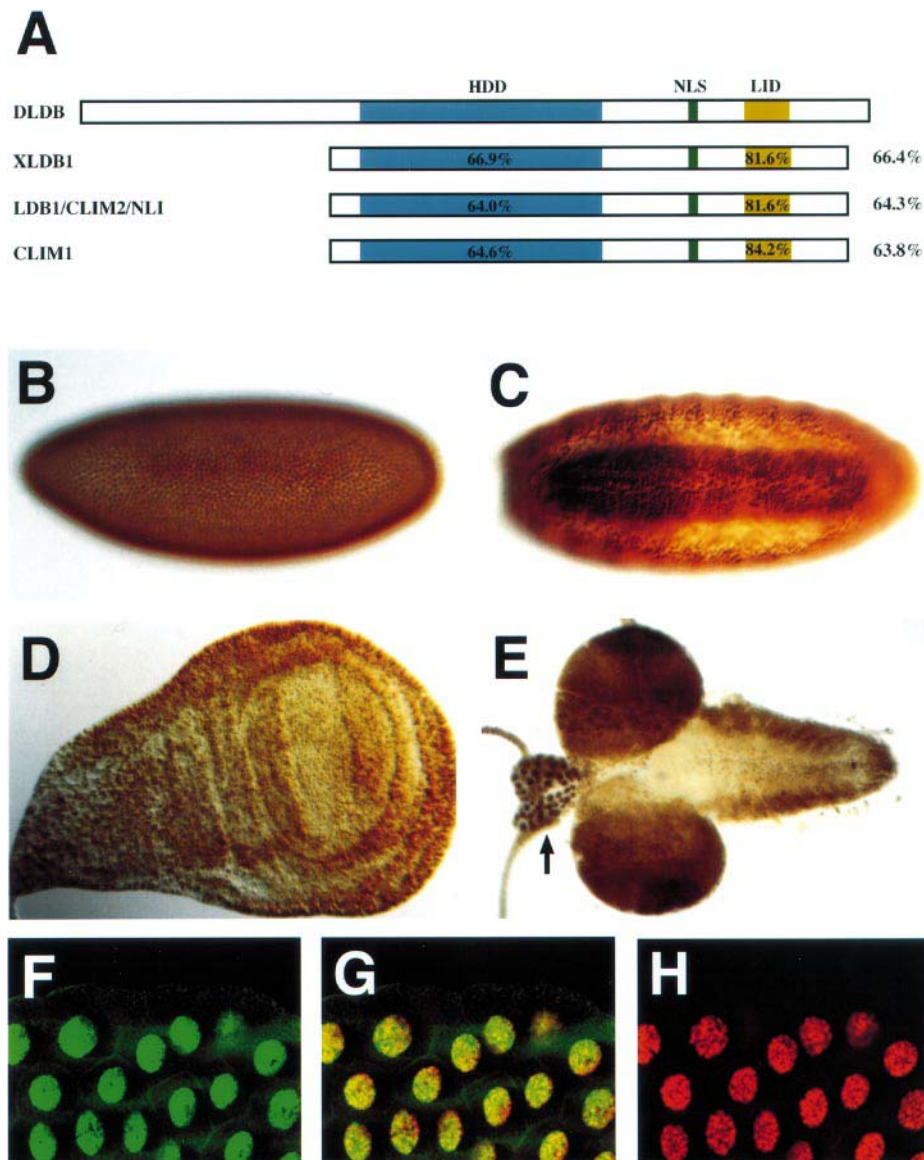 A
HDD NLS LID
DLDB
XLDB1 66.9% 81.6% 66.4%
LDB1/CLIM2/NLI 64.0% 81.6% 64.3%
CLIM1 64.6% 84.2% 63.8%
B
C
D
E
F
G
H